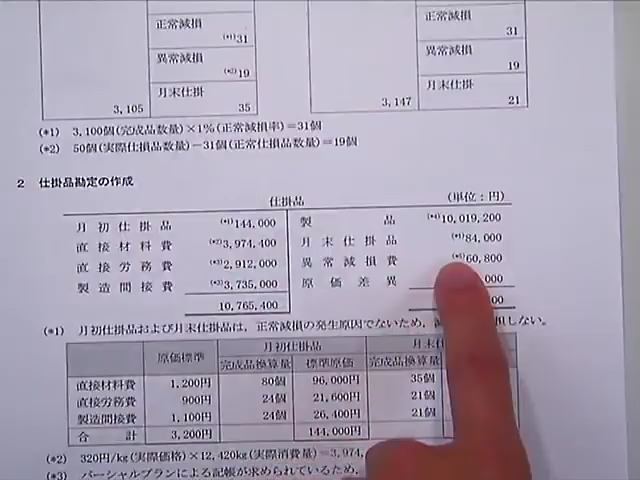 正常減損
(*1)31
異常減損
(*2)19
月末仕掛
3,105 35
正常減損
31
異常減損
19
月末仕掛
3,147 21
(*1) 3,100個(完成品数量)×1%(正常減損率)=31個
(*2) 50個(実際仕損品数量)-31個(正常仕損品数量)=19個
2 仕掛品勘定の作成
仕掛品 (単位:円)
月初仕掛品 (*1)144,000 製品 (*4)10,019,200
直接材料費 (*2)3,974,400 月末仕掛品 (*1)84,000
直接労務費 (*3)2,912,000 異常減損費 60,800
製造間接費 (*3)3,735,000 原価差異
10,765,400
(*1) 月初仕掛品および月末仕掛品は、正常減損の発生原因でないため、
原価標準 月初仕掛品
完成品換算量 標準原価 完成品換算量
直接材料費 1,200円 80個 96,000円 35個
直接労務費 900円 24個 21,600円 21個
製造間接費 1,100円 24個 26,400円 21個
合計 3,200円 144,000円
(*2) 320円/kg(実際価格)×12,420kg(実際消費量)=3,974,
(*3) パーシャルプランによる記帳が求められているため、